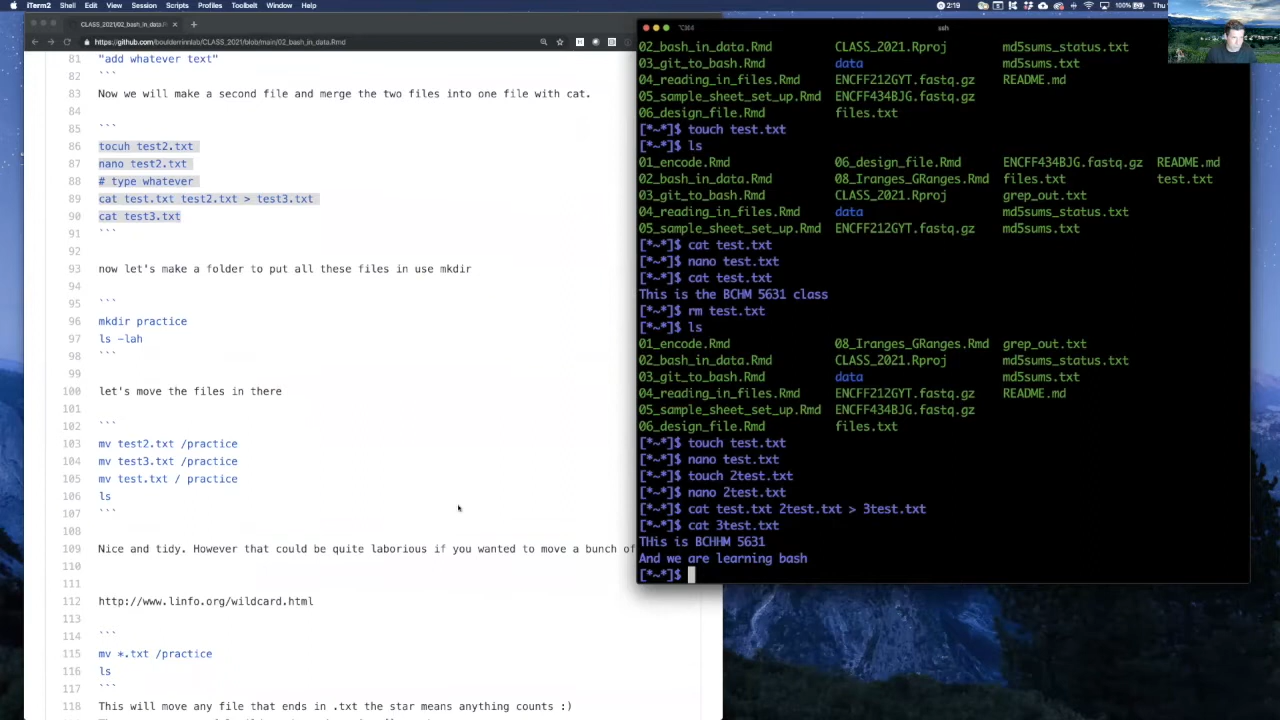 iTerm2 Shell Edit View Session Scripts Profiles Toolbelt Window Help
2:19 100% Thu
CLASS_2021/02_bash_in_data.R
https://github.com/boulderrinnlab/CLASS_2021/blob/main/02_bash_in_data.Rmd
81 "add whatever text"
82 ```
83 Now we will make a second file and merge the two files into one file with cat.
84
85 ```
86 tocuh test2.txt
87 nano test2.txt
88 # type whatever
89 cat test.txt test2.txt > test3.txt
90 cat test3.txt
91 ```
92
93 now let's make a folder to put all these files in use mkdir
94
95 ```
96 mkdir practice
97 ls -lah
98 ```
99
100 let's move the files in there
101
102 ```
103 mv test2.txt /practice
104 mv test3.txt /practice
105 mv test.txt / practice
106 ls
107 ```
108
109 Nice and tidy. However that could be quite laborious if you wanted to move a bunch of
110
111
112 http://www.linfo.org/wildcard.html
113
114 ```
115 mv *.txt /practice
116 ls
117 ```
118 This will move any file that ends in .txt the star means anything counts :)
ssh
02_bash_in_data.Rmd CLASS_2021.Rproj md5sums_status.txt
03_git_to_bash.Rmd data md5sums.txt
04_reading_in_files.Rmd ENCFF212GYT.fastq.gz README.md
05_sample_sheet_set_up.Rmd ENCFF434BJG.fastq.gz
06_design_file.Rmd files.txt
[*~*]$ touch test.txt
[*~*]$ ls
01_encode.Rmd 06_design_file.Rmd ENCFF434BJG.fastq.gz README.md
02_bash_in_data.Rmd 08_Iranges_GRanges.Rmd files.txt test.txt
03_git_to_bash.Rmd CLASS_2021.Rproj grep_out.txt
04_reading_in_files.Rmd data md5sums_status.txt
05_sample_sheet_set_up.Rmd ENCFF212GYT.fastq.gz md5sums.txt
[*~*]$ cat test.txt
[*~*]$ nano test.txt
[*~*]$ cat test.txt
This is the BCHM 5631 class
[*~*]$ rm test.txt
[*~*]$ ls
01_encode.Rmd 08_Iranges_GRanges.Rmd grep_out.txt
02_bash_in_data.Rmd CLASS_2021.Rproj md5sums_status.txt
03_git_to_bash.Rmd data md5sums.txt
04_reading_in_files.Rmd ENCFF212GYT.fastq.gz README.md
05_sample_sheet_set_up.Rmd ENCFF434BJG.fastq.gz
06_design_file.Rmd files.txt
[*~*]$ touch test.txt
[*~*]$ nano test.txt
[*~*]$ touch 2test.txt
[*~*]$ nano 2test.txt
[*~*]$ cat test.txt 2test.txt > 3test.txt
[*~*]$ cat 3test.txt
THis is BCHHM 5631
And we are learning bash
[*~*]$